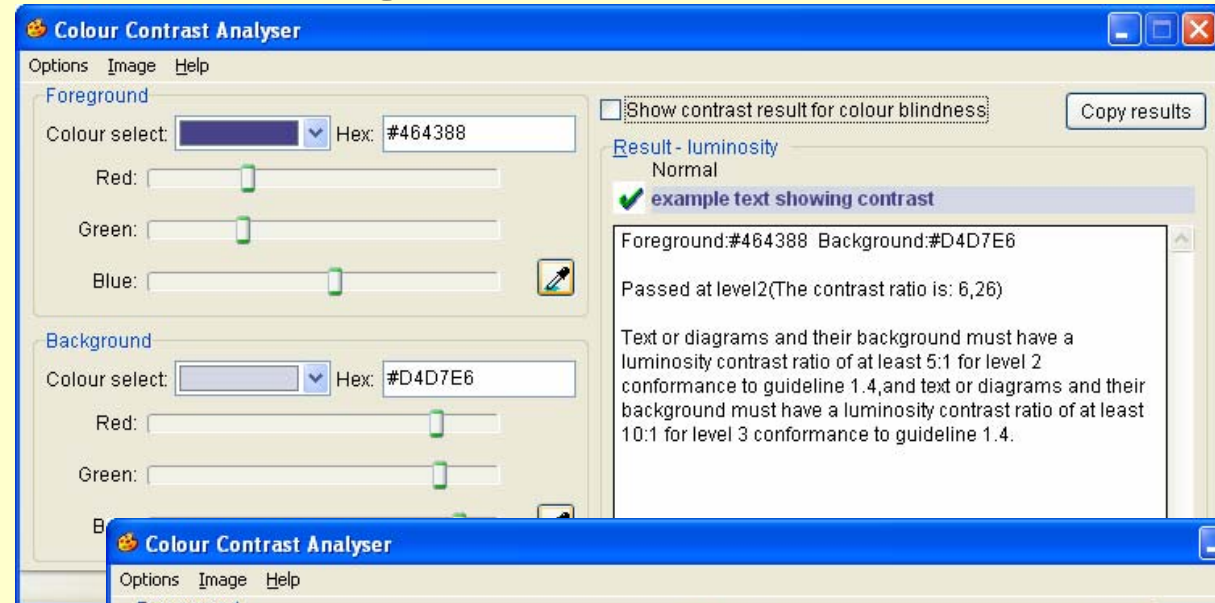 Colour Contrast Analyser
Options Image Help
Foreground
Colour select: Hex: #464388
Red:
Green:
Blue:
Background
Colour select: Hex: #D4D7E6
Red:
Green:
Show contrast result for colour blindness
Copy results
Result - luminosity
Normal
example text showing contrast
Foreground:#464388 Background:#D4D7E6
Passed at level2(The contrast ratio is: 6,26)
Text or diagrams and their background must have a
luminosity contrast ratio of at least 5:1 for level 2
conformance to guideline 1.4,and text or diagrams and their
background must have a luminosity contrast ratio of at least
10:1 for level 3 conformance to guideline 1.4.
Colour Contrast Analyser
Options Image Help